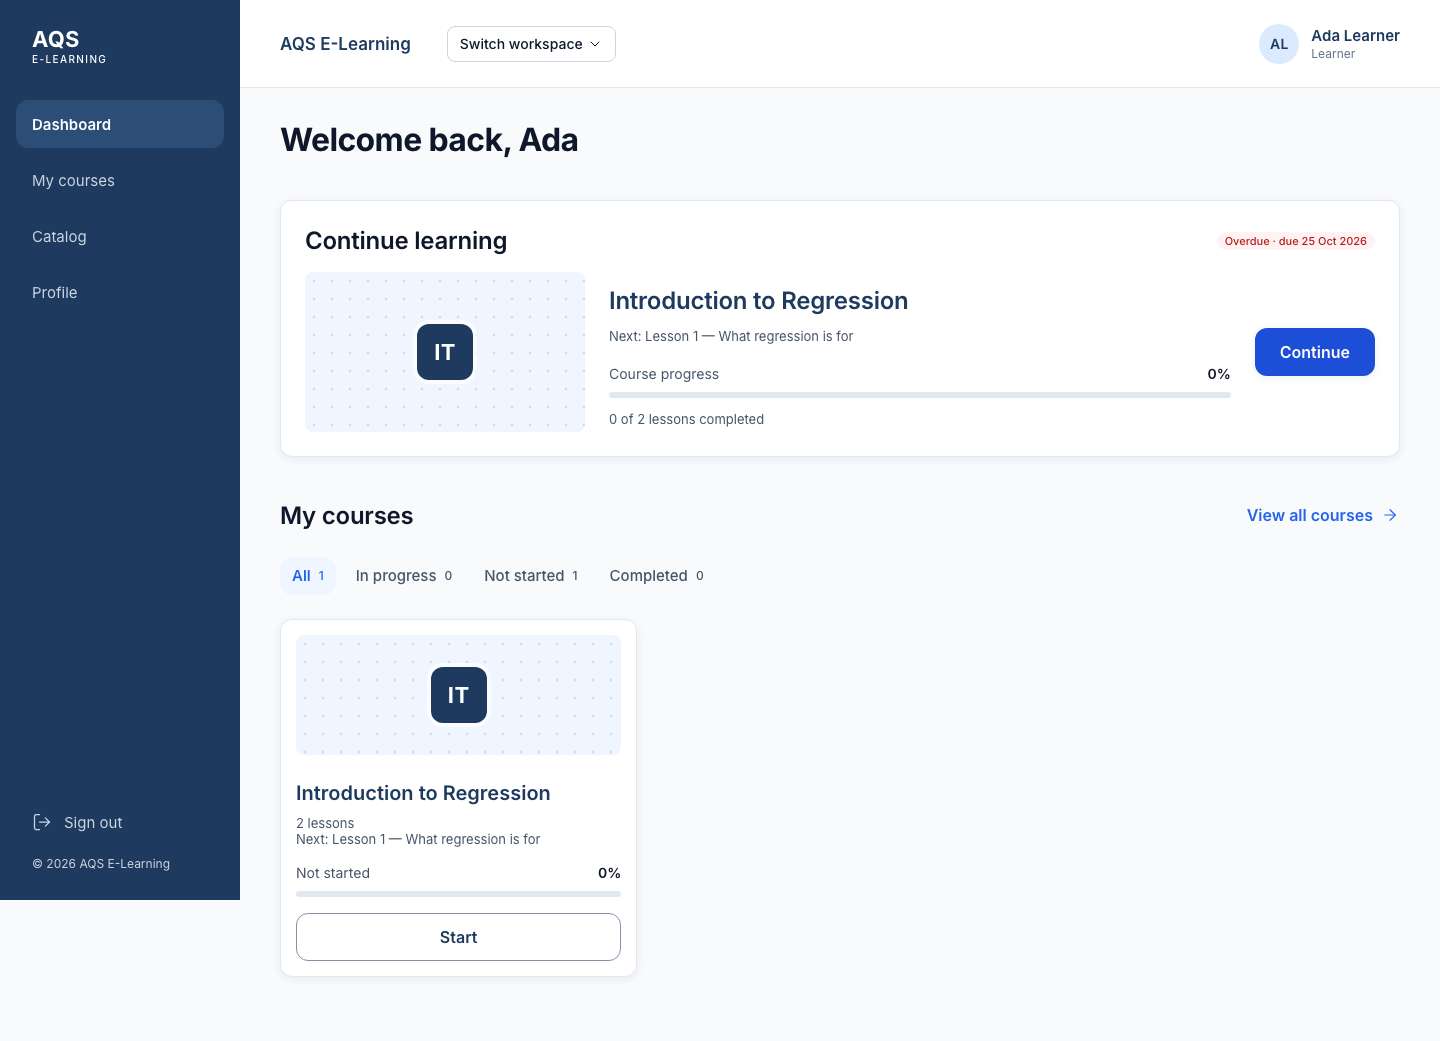 AQS
E-LEARNING
Dashboard
My courses
Catalog
Profile
Sign out
© 2026 AQS E-Learning
AQS E-Learning
Switch workspace
AL
Ada Learner
Learner
Welcome back, Ada
Continue learning
Overdue · due 25 Oct 2026
IT
Introduction to Regression
Next: Lesson 1 — What regression is for
Course progress 0%
0 of 2 lessons completed
Continue
My courses
View all courses
All 1 In progress 0 Not started 1 Completed 0
IT
Introduction to Regression
2 lessons
Next: Lesson 1 — What regression is for
Not started 0%
Start